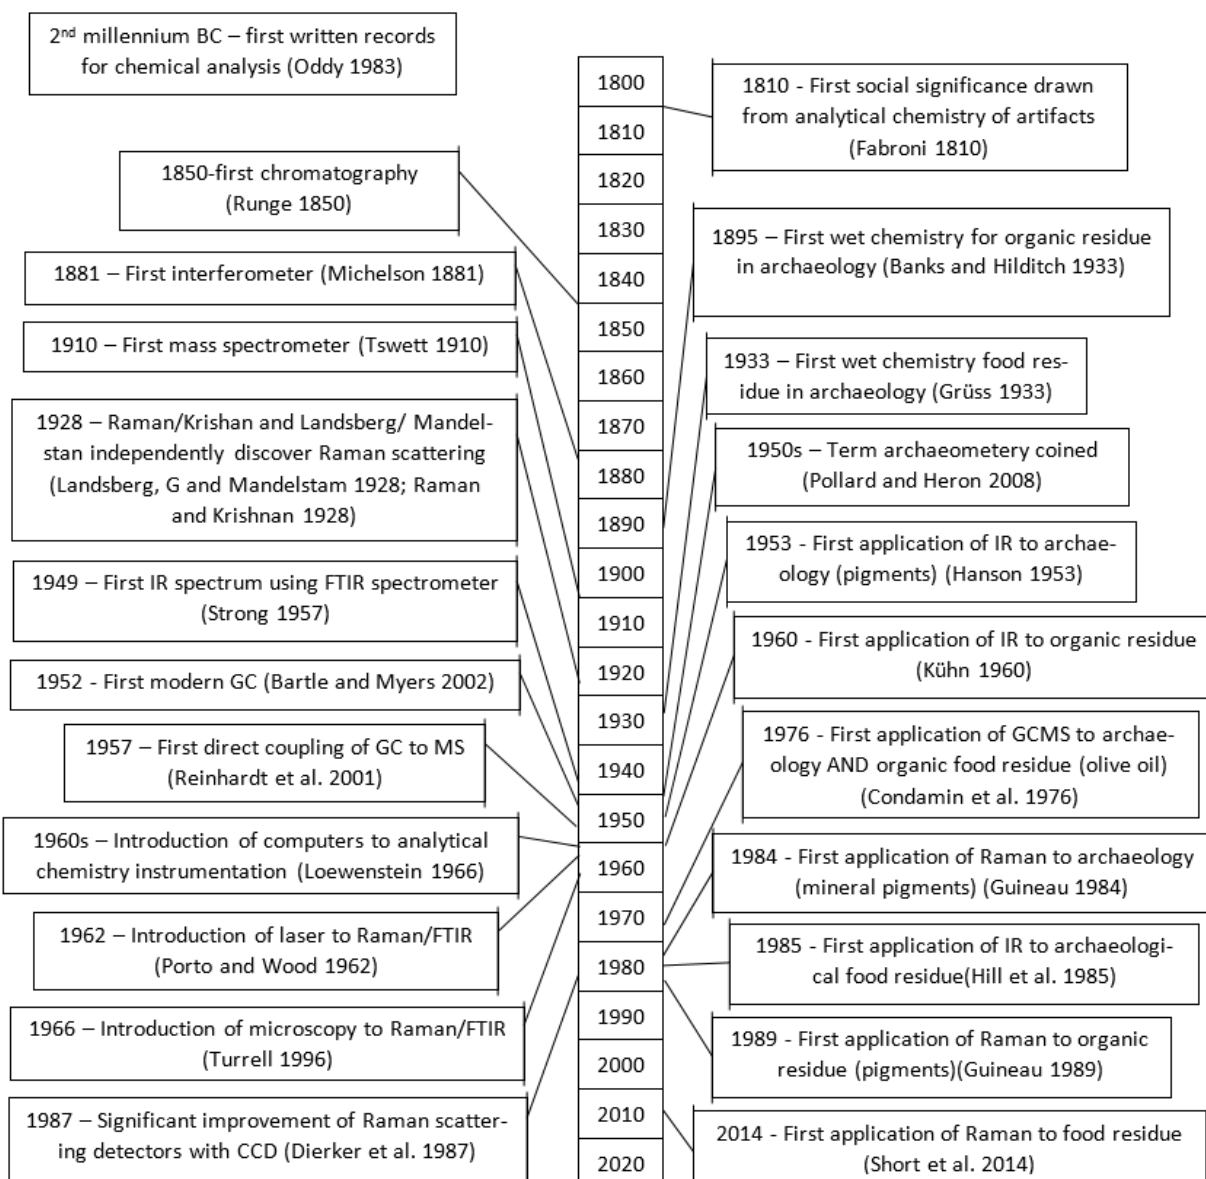 2nd millennium BC – first written records
for chemical analysis (Oddy 1983)
1850-first chromatography
(Runge 1850)
1881 – First interferometer (Michelson 1881)
1910 – First mass spectrometer (Tswett 1910)
1928 – Raman/Krishan and Landsberg/ Mandel-
stan independently discover Raman scattering
(Landsberg, G and Mandelstam 1928; Raman
and Krishnan 1928)
1949 – First IR spectrum using FTIR spectrometer
(Strong 1957)
1952 - First modern GC (Bartle and Myers 2002)
1957 – First direct coupling of GC to MS
(Reinhardt et al. 2001)
1960s – Introduction of computers to analytical
chemistry instrumentation (Loewenstein 1966)
1962 – Introduction of laser to Raman/FTIR
(Porto and Wood 1962)
1966 – Introduction of microscopy to Raman/FTIR
(Turrell 1996)
1987 – Significant improvement of Raman scatter-
ing detectors with CCD (Dierker et al. 1987)
1800
1810
1820
1830
1840
1850
1860
1870
1880
1890
1900
1910
1920
1930
1940
1950
1960
1970
1980
1990
2000
2010
2020
1810 - First social significance drawn
from analytical chemistry of artifacts
(Fabroni 1810)
1895 – First wet chemistry for organic residue
in archaeology (Banks and Hilditch 1933)
1933 – First wet chemistry food res-
idue in archaeology (Grüss 1933)
1950s – Term archaeometery coined
(Pollard and Heron 2008)
1953 - First application of IR to archae-
ology (pigments) (Hanson 1953)
1960 - First application of IR to organic residue
(Kühn 1960)
1976 - First application of GCMS to archae-
ology AND organic food residue (olive oil)
(Condamin et al. 1976)
1984 – First application of Raman to archaeology
(mineral pigments) (Guineau 1984)
1985 – First application of IR to archaeologi-
cal food residue(Hill et al. 1985)
1989 - First application of Raman to organic
residue (pigments)(Guineau 1989)
2014 - First application of Raman to food residue
(Short et al. 2014)